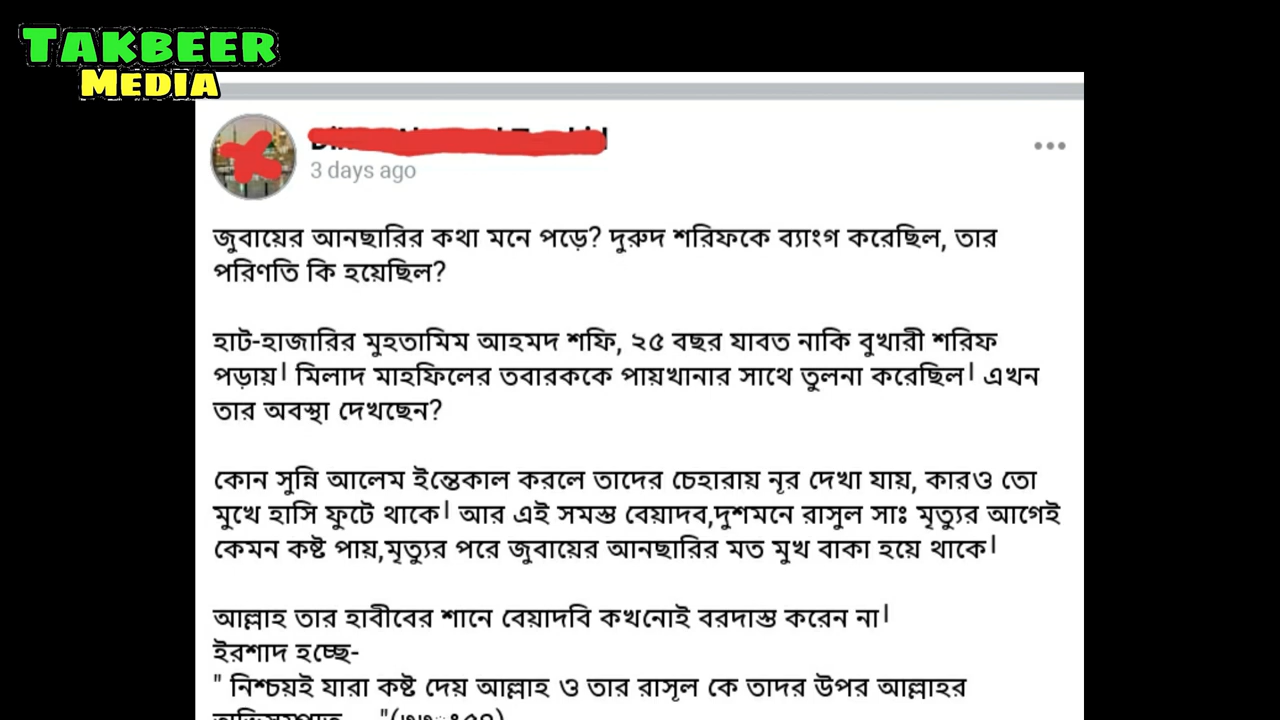 TAKBEER
MEDIA
3 days ago
জুবায়ের আনছারির কথা মনে পড়ে? দুরুদ শরিফকে ব্যাংগ করেছিল, তার
পরিণতি কি হয়েছিল?
হাট-হাজারির মুহতামিম আহমদ শফি, ২৫ বছর যাবত নাকি বুখারী শরিফ
পড়ায়। মিলাদ মাহফিলের তবারককে পায়খানার সাথে তুলনা করেছিল। এখন
তার অবস্থা দেখছেন?
কোন সুন্নি আলেম ইন্তেকাল করলে তাদের চেহারায় নূর দেখা যায়, কারও তো
মুখে হাসি ফুটে থাকে। আর এই সমস্ত বেয়াদব,দুশমনে রাসুল সাঃ মৃত্যুর আগেই
কেমন কষ্ট পায়,মৃত্যুর পরে জুবায়ের আনছারির মত মুখ বাকা হয়ে থাকে।
আল্লাহ তার হাবীবের শানে বেয়াদবি কখনোই বরদাস্ত করেন না।
ইরশাদ হচ্ছে-
" নিশ্চয়ই যারা কষ্ট দেয় আল্লাহ ও তার রাসূল কে তাদর উপর আল্লাহর